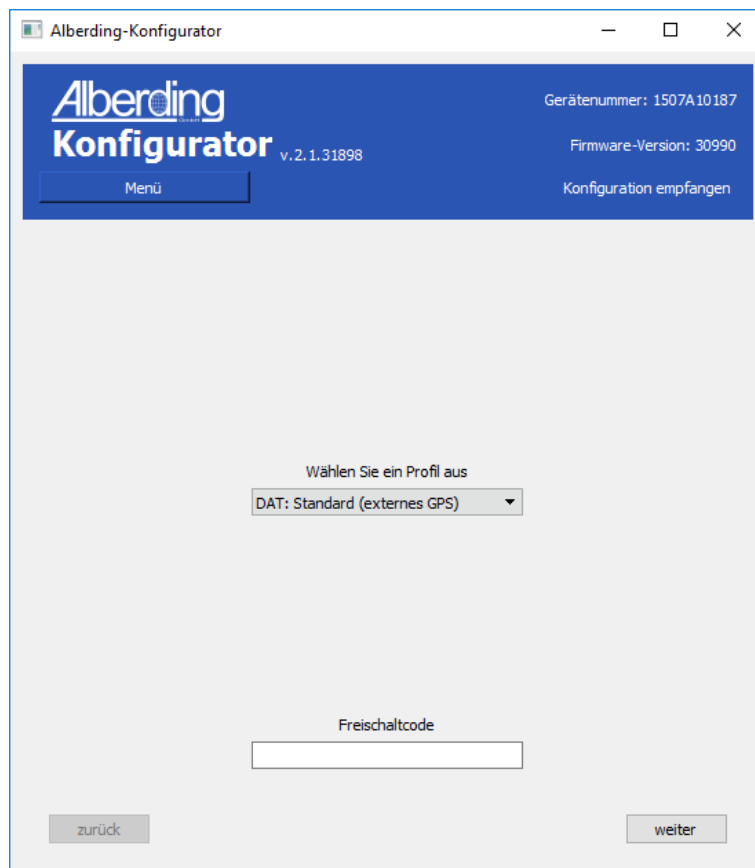 Alberding-Konfigurator
Alberding
GmbH
Gerätenummer: 1507A10187
Konfigurator v.2.1.31898
Firmware-Version: 30990
Menü
Konfiguration empfangen
Wählen Sie ein Profil aus
DAT: Standard (externes GPS)
Freischaltcode
zurück
weiter